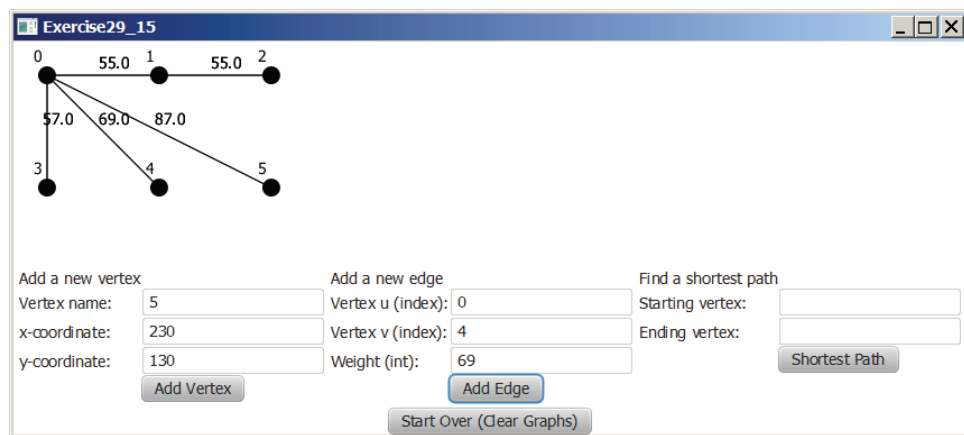 Exercise29_15
0 55.0 1 55.0 2
57.0 69.0 87.0
3 4 5
Add a new vertex Add a new edge Find a shortest path
Vertex name: 5 Vertex u (index): 0 Starting vertex:
x-coordinate: 230 Vertex v (index): 4 Ending vertex:
y-coordinate: 130 Weight (int): 69 Shortest Path
Add Vertex Add Edge
Start Over (Clear Graphs)